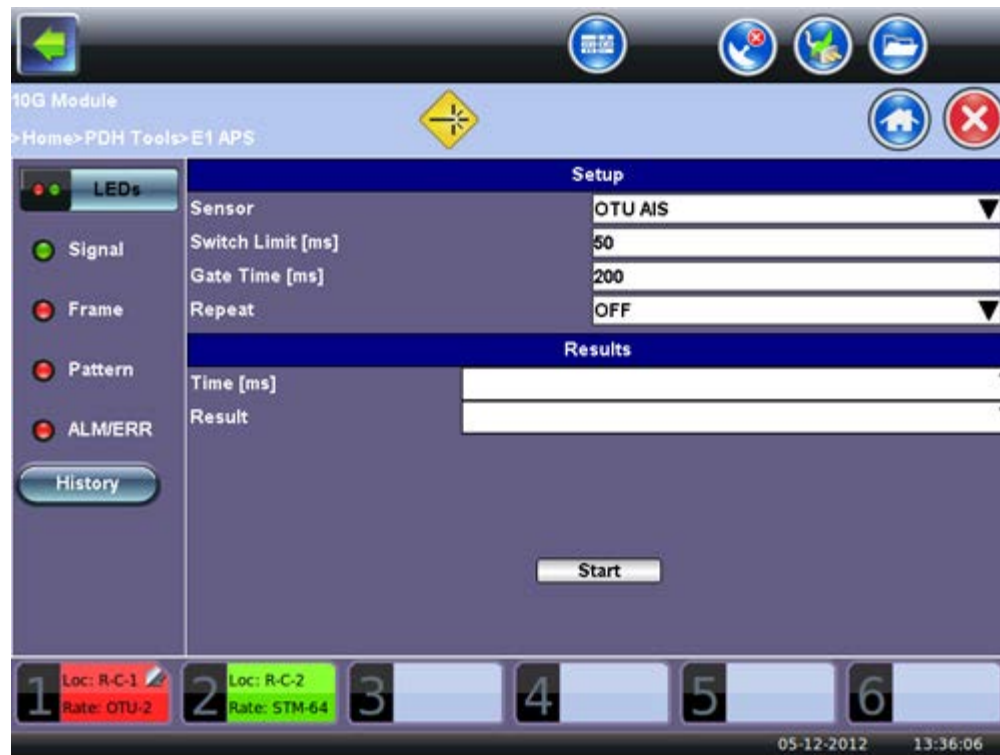 10G Module
>Home>PDH Tools>E1 APS
LEDs
Signal
Frame
Pattern
ALM/ERR
History
Setup
Sensor OTU AIS
Switch Limit [ms] 50
Gate Time [ms] 200
Repeat OFF
Results
Time [ms]
Result
Start
1 Loc: R-C-1
Rate: OTU-2
2 Loc: R-C-2
Rate: STM-64
3
4
5
6
05-12-2012 13:36:06